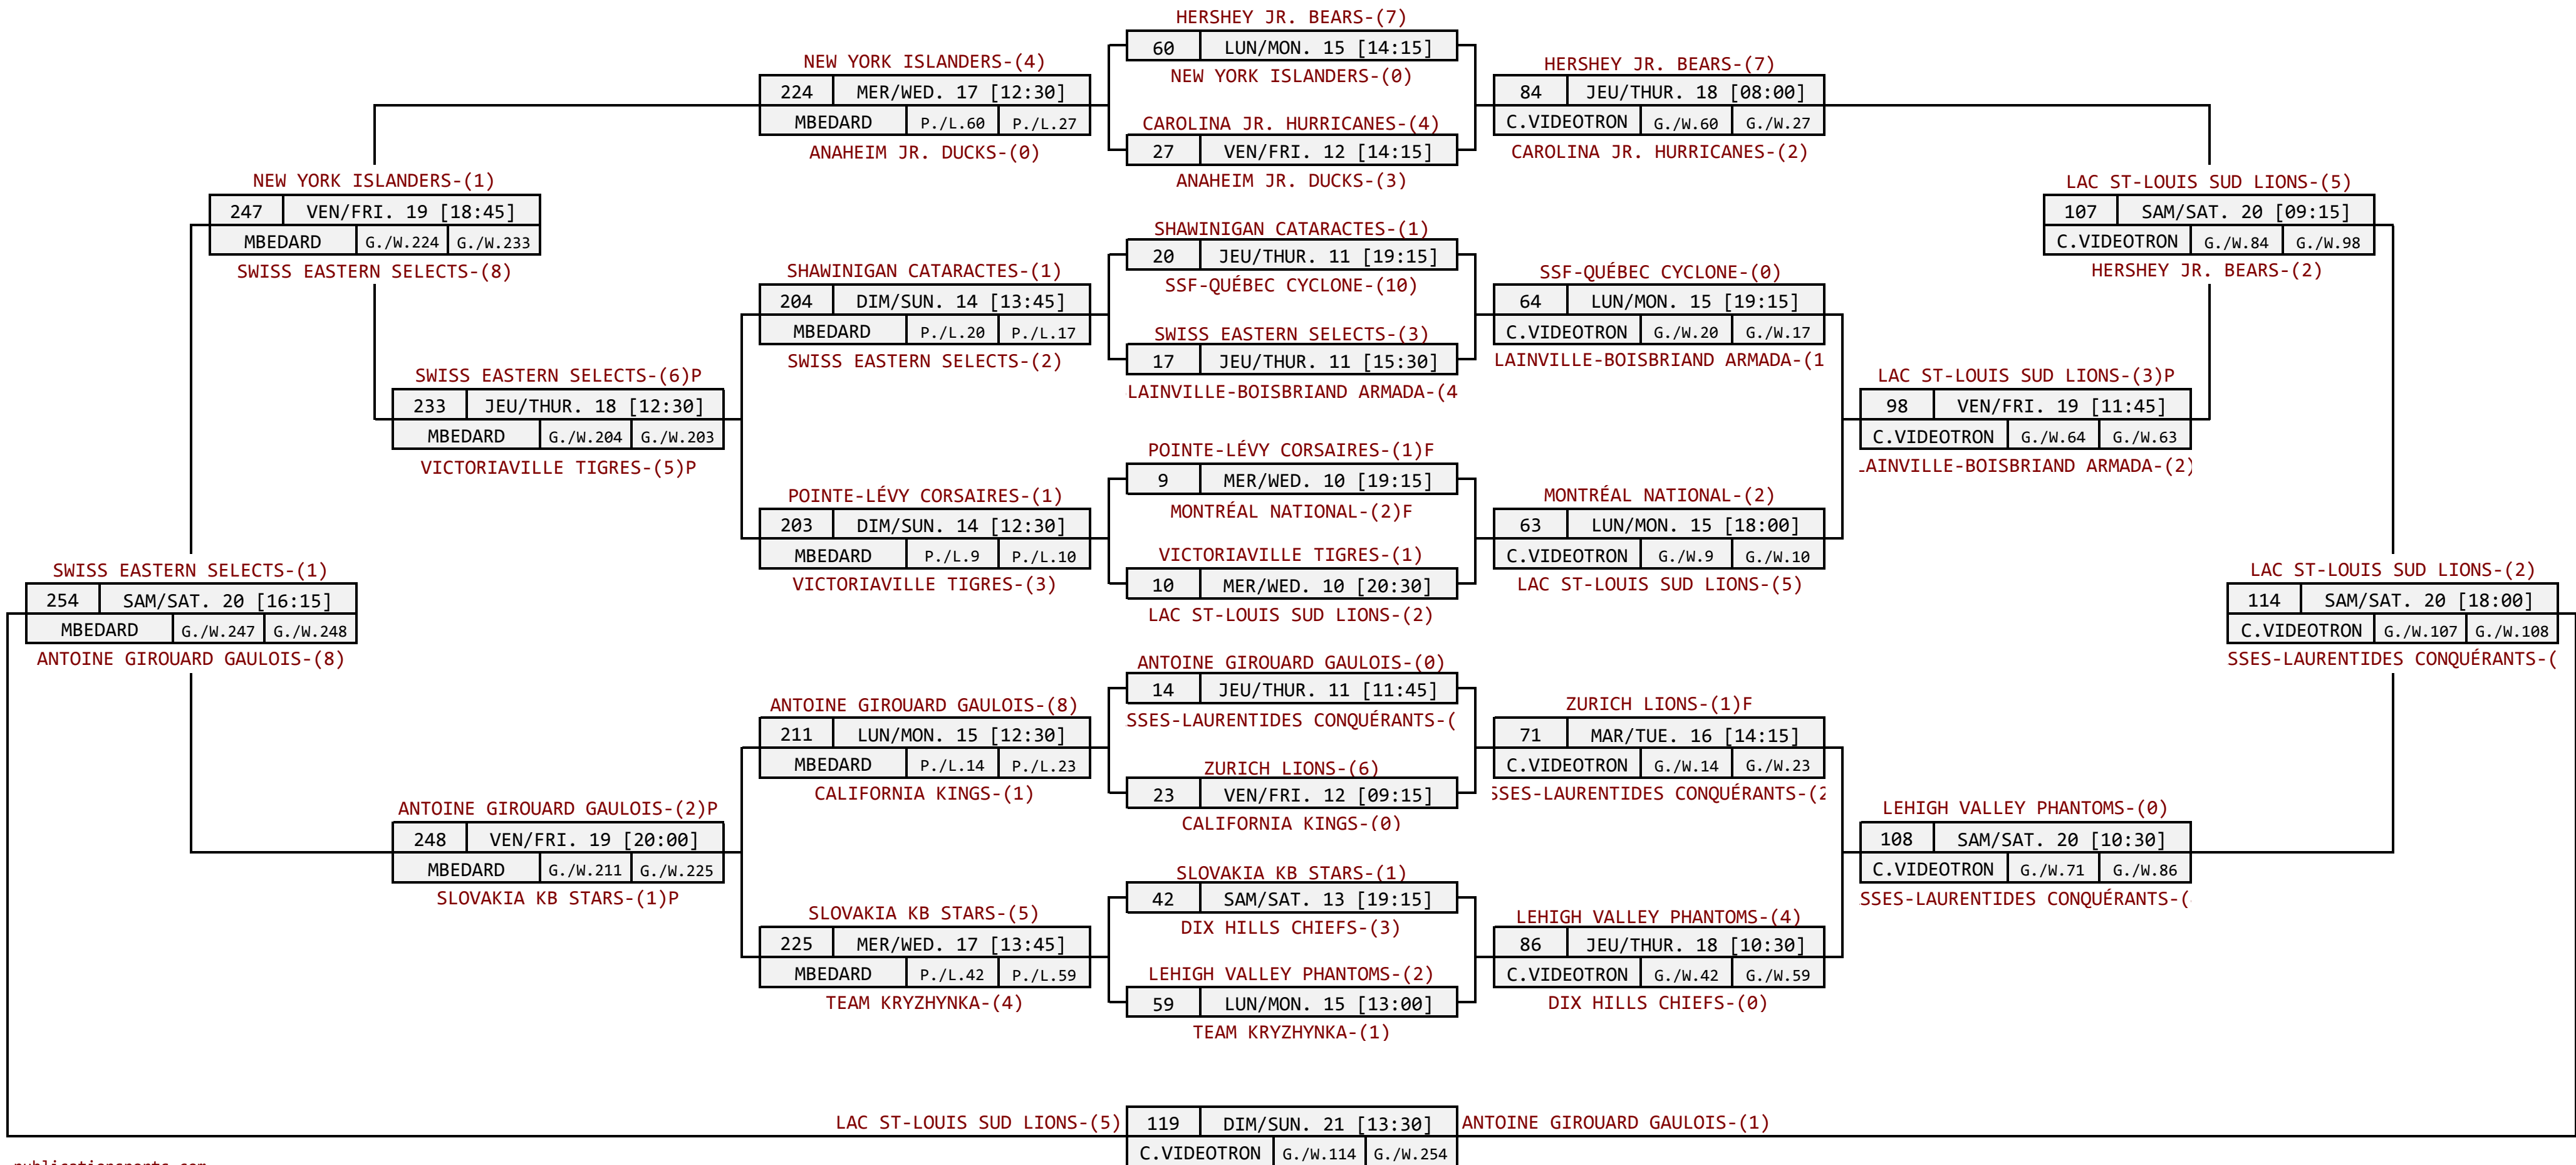 HERSHEY JR. BEARS-(7)
60 LUN/MON. 15 [14:15]
NEW YORK ISLANDERS-(0)
CAROLINA JR. HURRICANES-(4)
27 VEN/FRI. 12 [14:15]
ANAHEIM JR. DUCKS-(3)
NEW YORK ISLANDERS-(4)
224 MER/WED. 17 [12:30]
MBEDARD P./L.60 P./L.27
ANAHEIM JR. DUCKS-(0)
HERSHEY JR. BEARS-(7)
84 JEU/THUR. 18 [08:00]
C.VIDEOTRON G./W.60 G./W.27
CAROLINA JR. HURRICANES-(2)
NEW YORK ISLANDERS-(1)
247 VEN/FRI. 19 [18:45]
MBEDARD G./W.224 G./W.233
SWISS EASTERN SELECTS-(8)
LAC ST-LOUIS SUD LIONS-(5)
107 SAM/SAT. 20 [09:15]
C.VIDEOTRON G./W.84 G./W.98
HERSHEY JR. BEARS-(2)
SHAWINIGAN CATARACTES-(1)
20 JEU/THUR. 11 [19:15]
SSF-QUÉBEC CYCLONE-(10)
SWISS EASTERN SELECTS-(3)
17 JEU/THUR. 11 [15:30]
LAINVILLE-BOISBRIAND ARMADA-(4
SHAWINIGAN CATARACTES-(1)
204 DIM/SUN. 14 [13:45]
MBEDARD P./L.20 P./L.17
SWISS EASTERN SELECTS-(2)
SSF-QUÉBEC CYCLONE-(0)
64 LUN/MON. 15 [19:15]
C.VIDEOTRON G./W.20 G./W.17
LAINVILLE-BOISBRIAND ARMADA-(1
SWISS EASTERN SELECTS-(6)P
233 JEU/THUR. 18 [12:30]
MBEDARD G./W.204 G./W.203
VICTORIAVILLE TIGRES-(5)P
LAC ST-LOUIS SUD LIONS-(3)P
98 VEN/FRI. 19 [11:45]
C.VIDEOTRON G./W.64 G./W.63
LAINVILLE-BOISBRIAND ARMADA-(2)
POINTE-LÉVY CORSAIRES-(1)F
9 MER/WED. 10 [19:15]
MONTRÉAL NATIONAL-(2)F
VICTORIAVILLE TIGRES-(1)
10 MER/WED. 10 [20:30]
LAC ST-LOUIS SUD LIONS-(2)
POINTE-LÉVY CORSAIRES-(1)
203 DIM/SUN. 14 [12:30]
MBEDARD P./L.9 P./L.10
VICTORIAVILLE TIGRES-(3)
MONTRÉAL NATIONAL-(2)
63 LUN/MON. 15 [18:00]
C.VIDEOTRON G./W.9 G./W.10
LAC ST-LOUIS SUD LIONS-(5)
SWISS EASTERN SELECTS-(1)
254 SAM/SAT. 20 [16:15]
MBEDARD G./W.247 G./W.248
ANTOINE GIROUARD GAULOIS-(8)
LAC ST-LOUIS SUD LIONS-(2)
114 SAM/SAT. 20 [18:00]
C.VIDEOTRON G./W.107 G./W.108
SSES-LAURENTIDES CONQUÉRANTS-(
ANTOINE GIROUARD GAULOIS-(0)
14 JEU/THUR. 11 [11:45]
SSES-LAURENTIDES CONQUÉRANTS-(
ZURICH LIONS-(6)
23 VEN/FRI. 12 [09:15]
CALIFORNIA KINGS-(0)
ANTOINE GIROUARD GAULOIS-(8)
211 LUN/MON. 15 [12:30]
MBEDARD P./L.14 P./L.23
CALIFORNIA KINGS-(1)
ZURICH LIONS-(1)F
71 MAR/TUE. 16 [14:15]
C.VIDEOTRON G./W.14 G./W.23
SSES-LAURENTIDES CONQUÉRANTS-(2
ANTOINE GIROUARD GAULOIS-(2)P
248 VEN/FRI. 19 [20:00]
MBEDARD G./W.211 G./W.225
SLOVAKIA KB STARS-(1)P
LEHIGH VALLEY PHANTOMS-(0)
108 SAM/SAT. 20 [10:30]
C.VIDEOTRON G./W.71 G./W.86
SSES-LAURENTIDES CONQUÉRANTS-(
SLOVAKIA KB STARS-(1)
42 SAM/SAT. 13 [19:15]
DIX HILLS CHIEFS-(3)
LEHIGH VALLEY PHANTOMS-(2)
59 LUN/MON. 15 [13:00]
TEAM KRYZHYNKA-(1)
SLOVAKIA KB STARS-(5)
225 MER/WED. 17 [13:45]
MBEDARD P./L.42 P./L.59
TEAM KRYZHYNKA-(4)
LEHIGH VALLEY PHANTOMS-(4)
86 JEU/THUR. 18 [10:30]
C.VIDEOTRON G./W.42 G./W.59
DIX HILLS CHIEFS-(0)
LAC ST-LOUIS SUD LIONS-(5) 119 DIM/SUN. 21 [13:30] ANTOINE GIROUARD GAULOIS-(1)
C.VIDEOTRON G./W.114 G./W.254